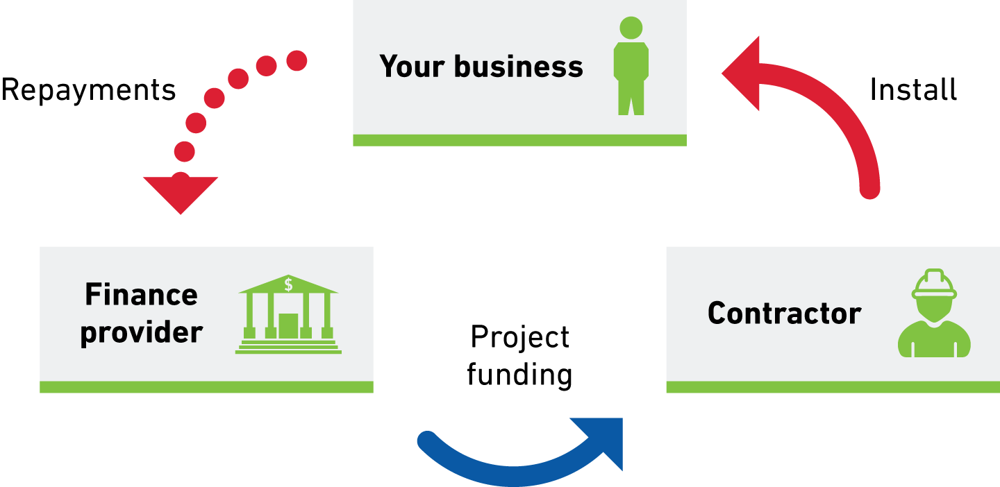 Your business
Repayments
Install
$
Finance
provider
Contractor
Project
funding